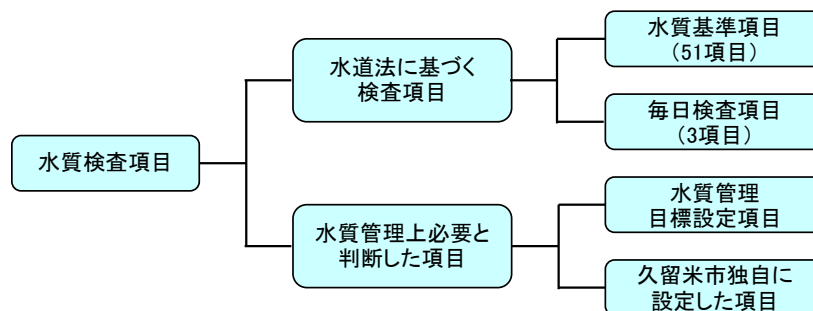 水質検査項目
水道法に基づく
検査項目
水質基準項目
（51項目）
毎日検査項目
（3項目）
水質管理上必要と
判断した項目
水質管理
目標設定項目
久留米市独自に
設定した項目